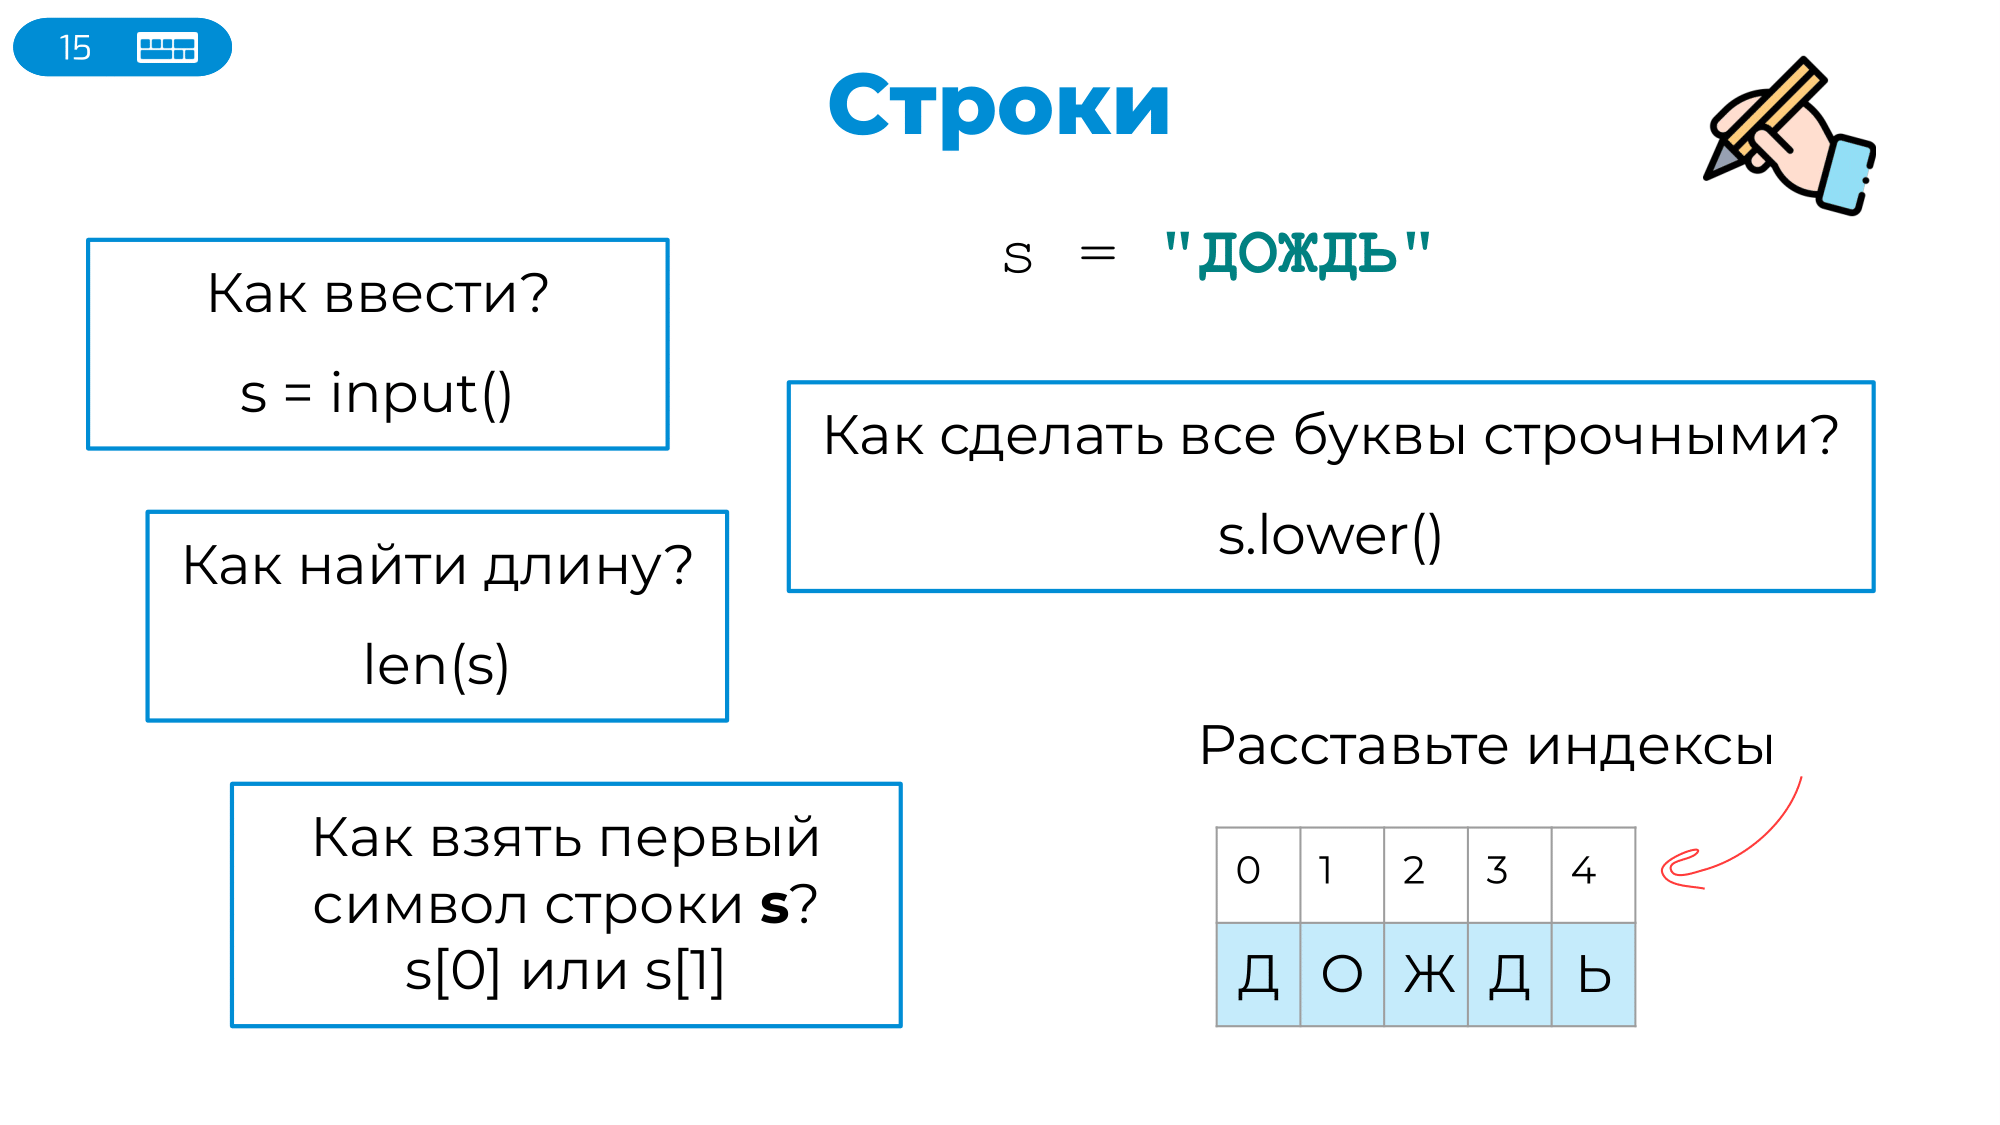 15
Строки
s = "ДОЖДЬ"
Как ввести?
s = input()
Как сделать все буквы строчными?
s.lower()
Как найти длину?
len(s)
Как взять первый
символ строки s?
s[0] или s[1]
Расставьте индексы
0 1 2 3 4
Д О Ж Д Ь